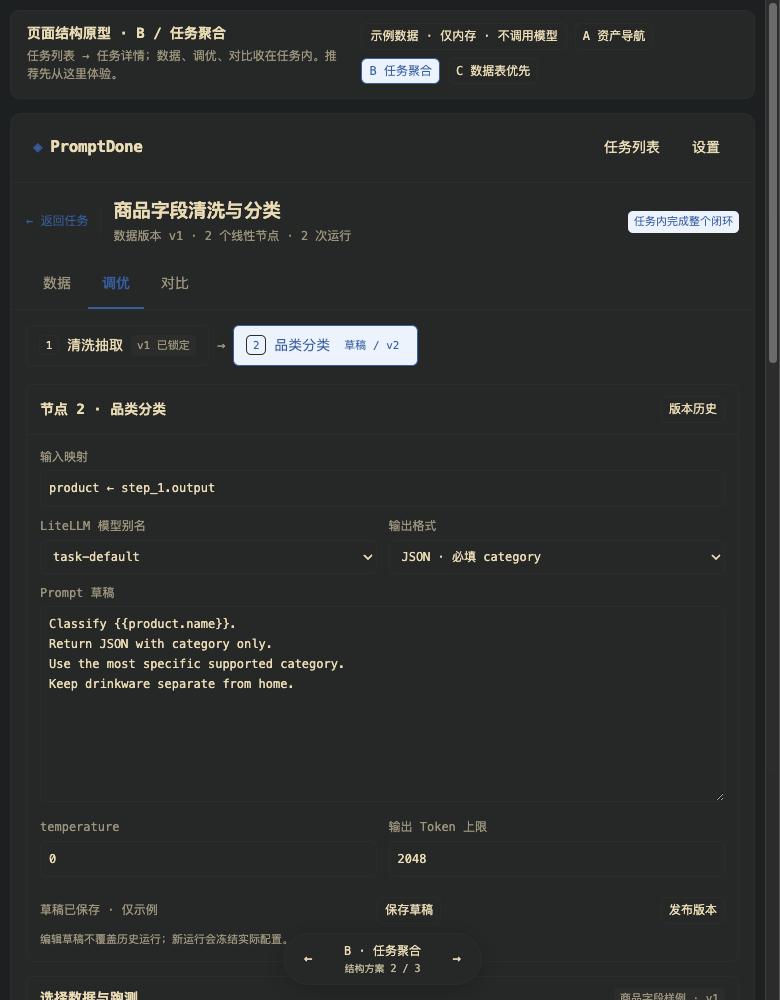 页面结构原型 · B / 任务聚合
任务列表 → 任务详情；数据、调优、对比收在任务内。推
荐先从这里体验。
示例数据 · 仅内存 · 不调用模型
A 资产导航
B 任务聚合
C 数据表优先
◈ PromptDone
任务列表
设置
← 返回任务
商品字段清洗与分类
数据版本 v1 · 2 个线性节点 · 2 次运行
任务内完成整个闭环
数据
调优
对比
1 清洗抽取 v1 已锁定
→
2 品类分类 草稿 / v2
节点 2 · 品类分类
版本历史
输入映射
product ← step_1.output
LiteLLM 模型别名
输出格式
task-default
JSON · 必填 category
Prompt 草稿
Classify {{product.name}}.
Return JSON with category only.
Use the most specific supported category.
Keep drinkware separate from home.
temperature
输出 Token 上限
0
2048
草稿已保存 · 仅示例
保存草稿
发布版本
编辑草稿不覆盖历史运行；新运行会冻结实际配置。
←
B · 任务聚合
结构方案 2 / 3
→
选择数据与跑测
商品字段样例 · v1